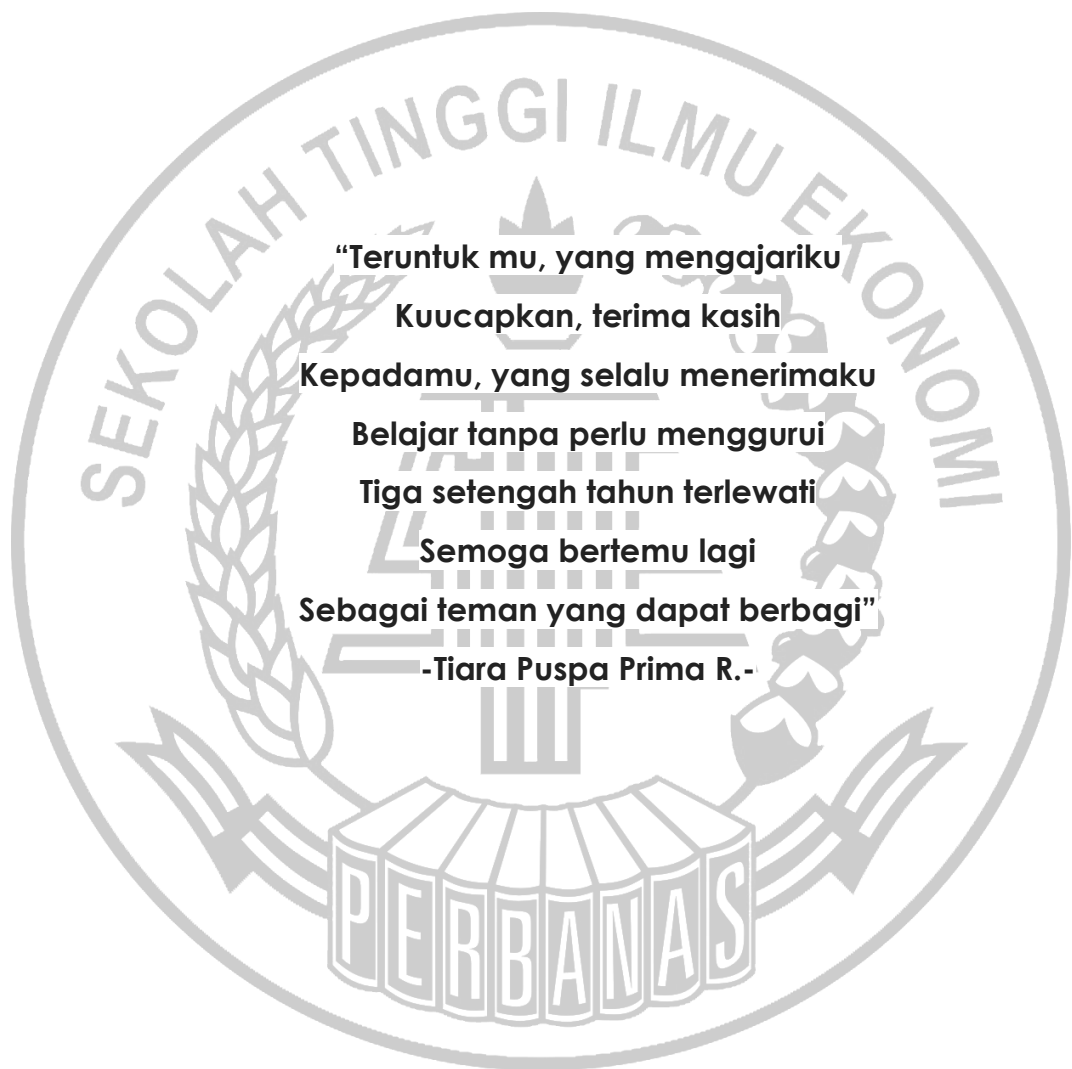 SEKOLAH TINGGI ILMU EKONOMI
“Teruntuk mu, yang mengajariku
Kuucapkan, terima kasih
Kepadamu, yang selalu menerimaku
Belajar tanpa perlu menggurui
Tiga setengah tahun terlewati
Semoga bertemu lagi
Sebagai teman yang dapat berbagi”
-Tiara Puspa Prima R.-
PERBANAS